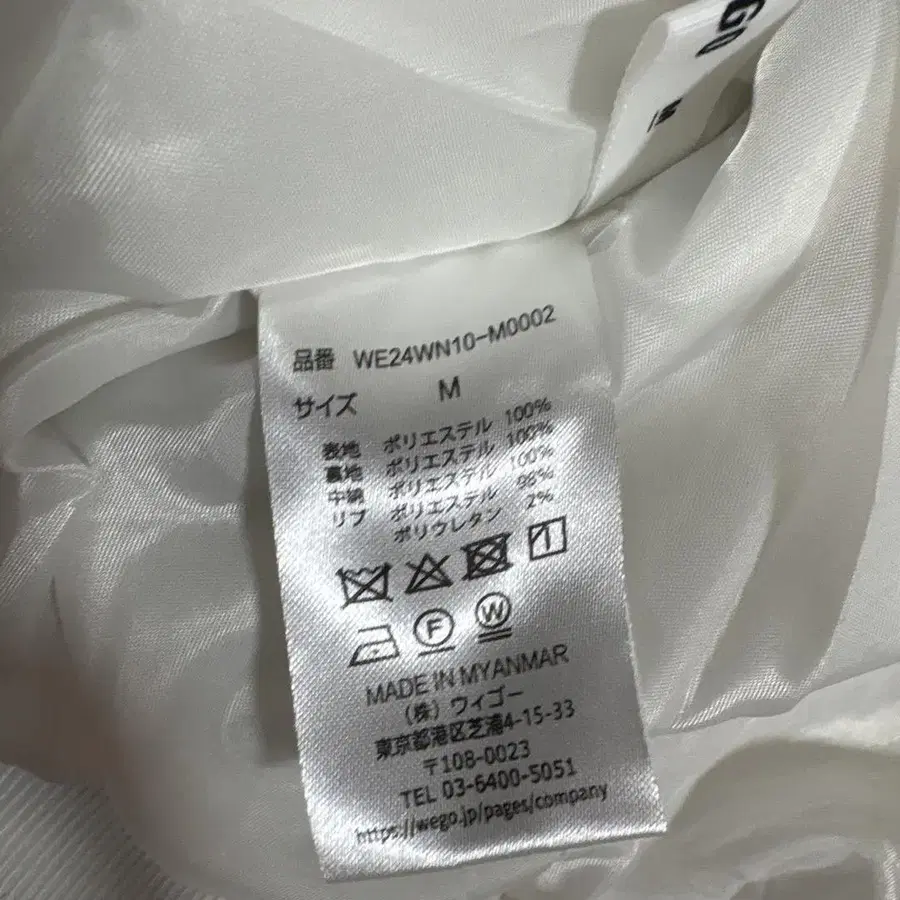 GO
M
品番 WE24WN10-M0002
サイズ M
表地 ポリエステル 100%
裏地 ポリエステル 100%
中綿 ポリエステル 100%
リブ ポリエステル 98%
ポリウレタン 2%
F W
MADE IN MYANMAR
(株) ウィゴー
東京都港区芝浦4-15-33
〒108-0023
TEL 03-6400-5051
https://wego.jp/pages/company